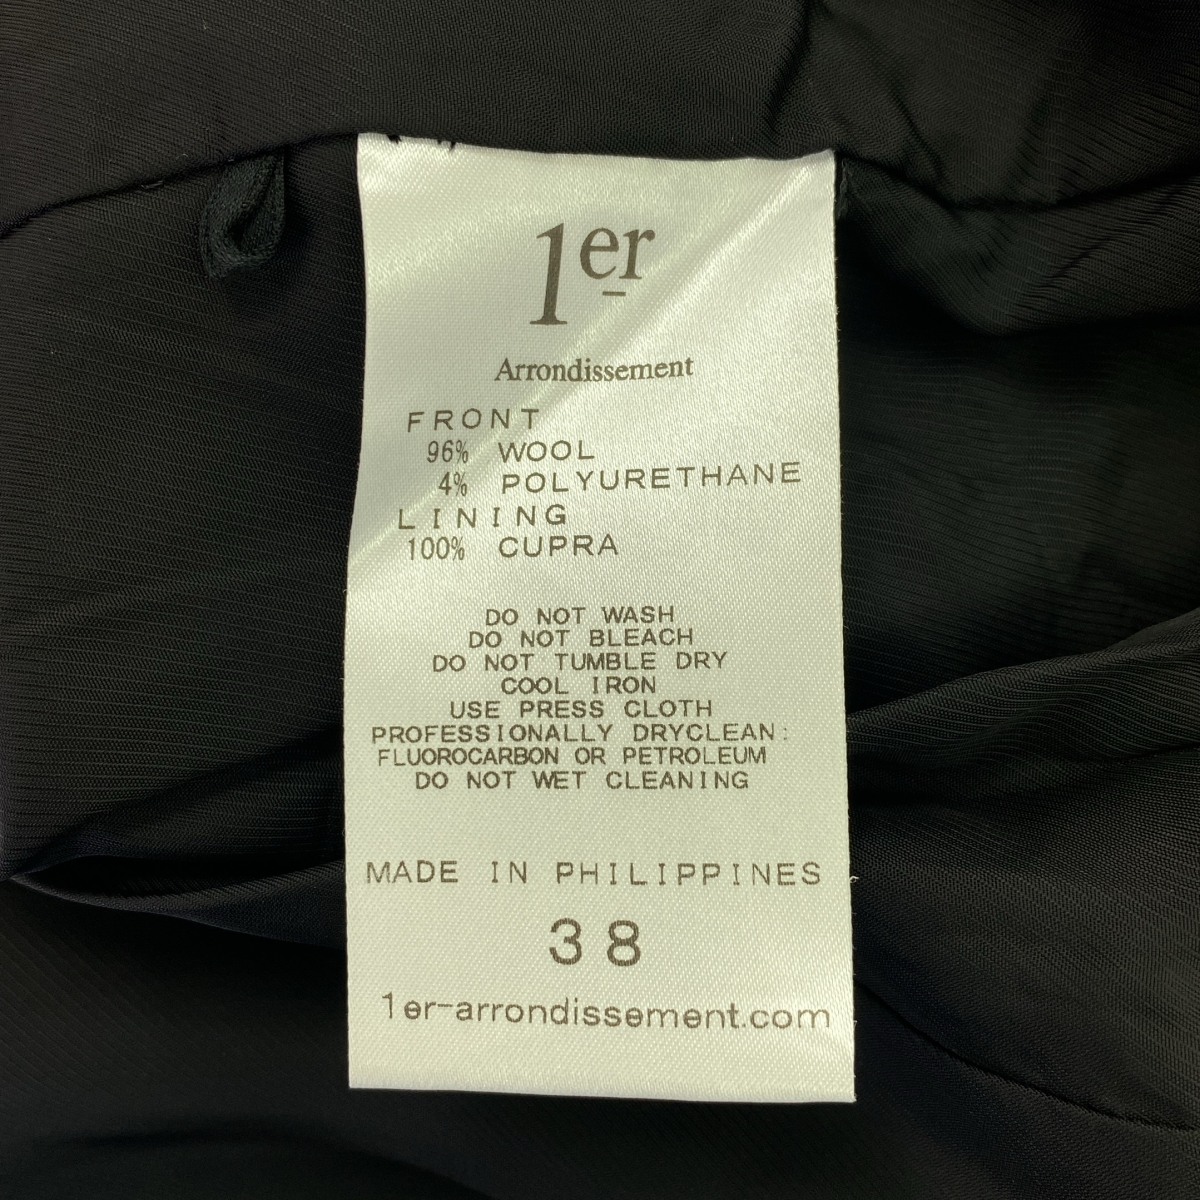 1er
Arrondissement
FRONT
96% WOOL
4% POLYURETHANE
LINING
100% CUPRA
DO NOT WASH
DO NOT BLEACH
DO NOT TUMBLE DRY
COOL IRON
USE PRESS CLOTH
PROFESSIONALLY DRYCLEAN:
FLUOROCARBON OR PETROLEUM
DO NOT WET CLEANING
MADE IN PHILIPPINES
38
1er-arrondissement.com